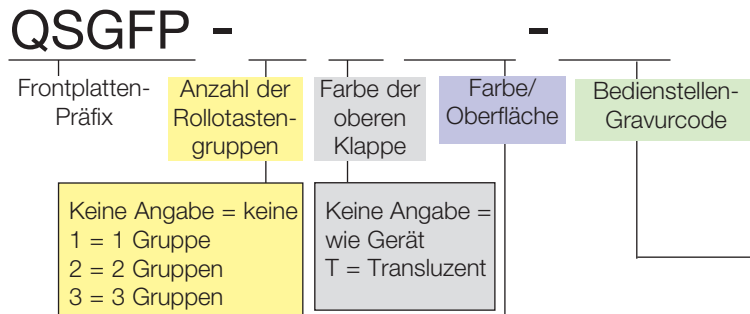 QSGFP - -
Frontplatten-
Präfix
Anzahl der
Rollotasten-
gruppen
Farbe der
oberen
Klappe
Farbe/
Oberfläche
Bedienstellen-
Gravurcode
Keine Angabe = keine
1 = 1 Gruppe
2 = 2 Gruppen
3 = 3 Gruppen
Keine Angabe =
wie Gerät
T = Transluzent